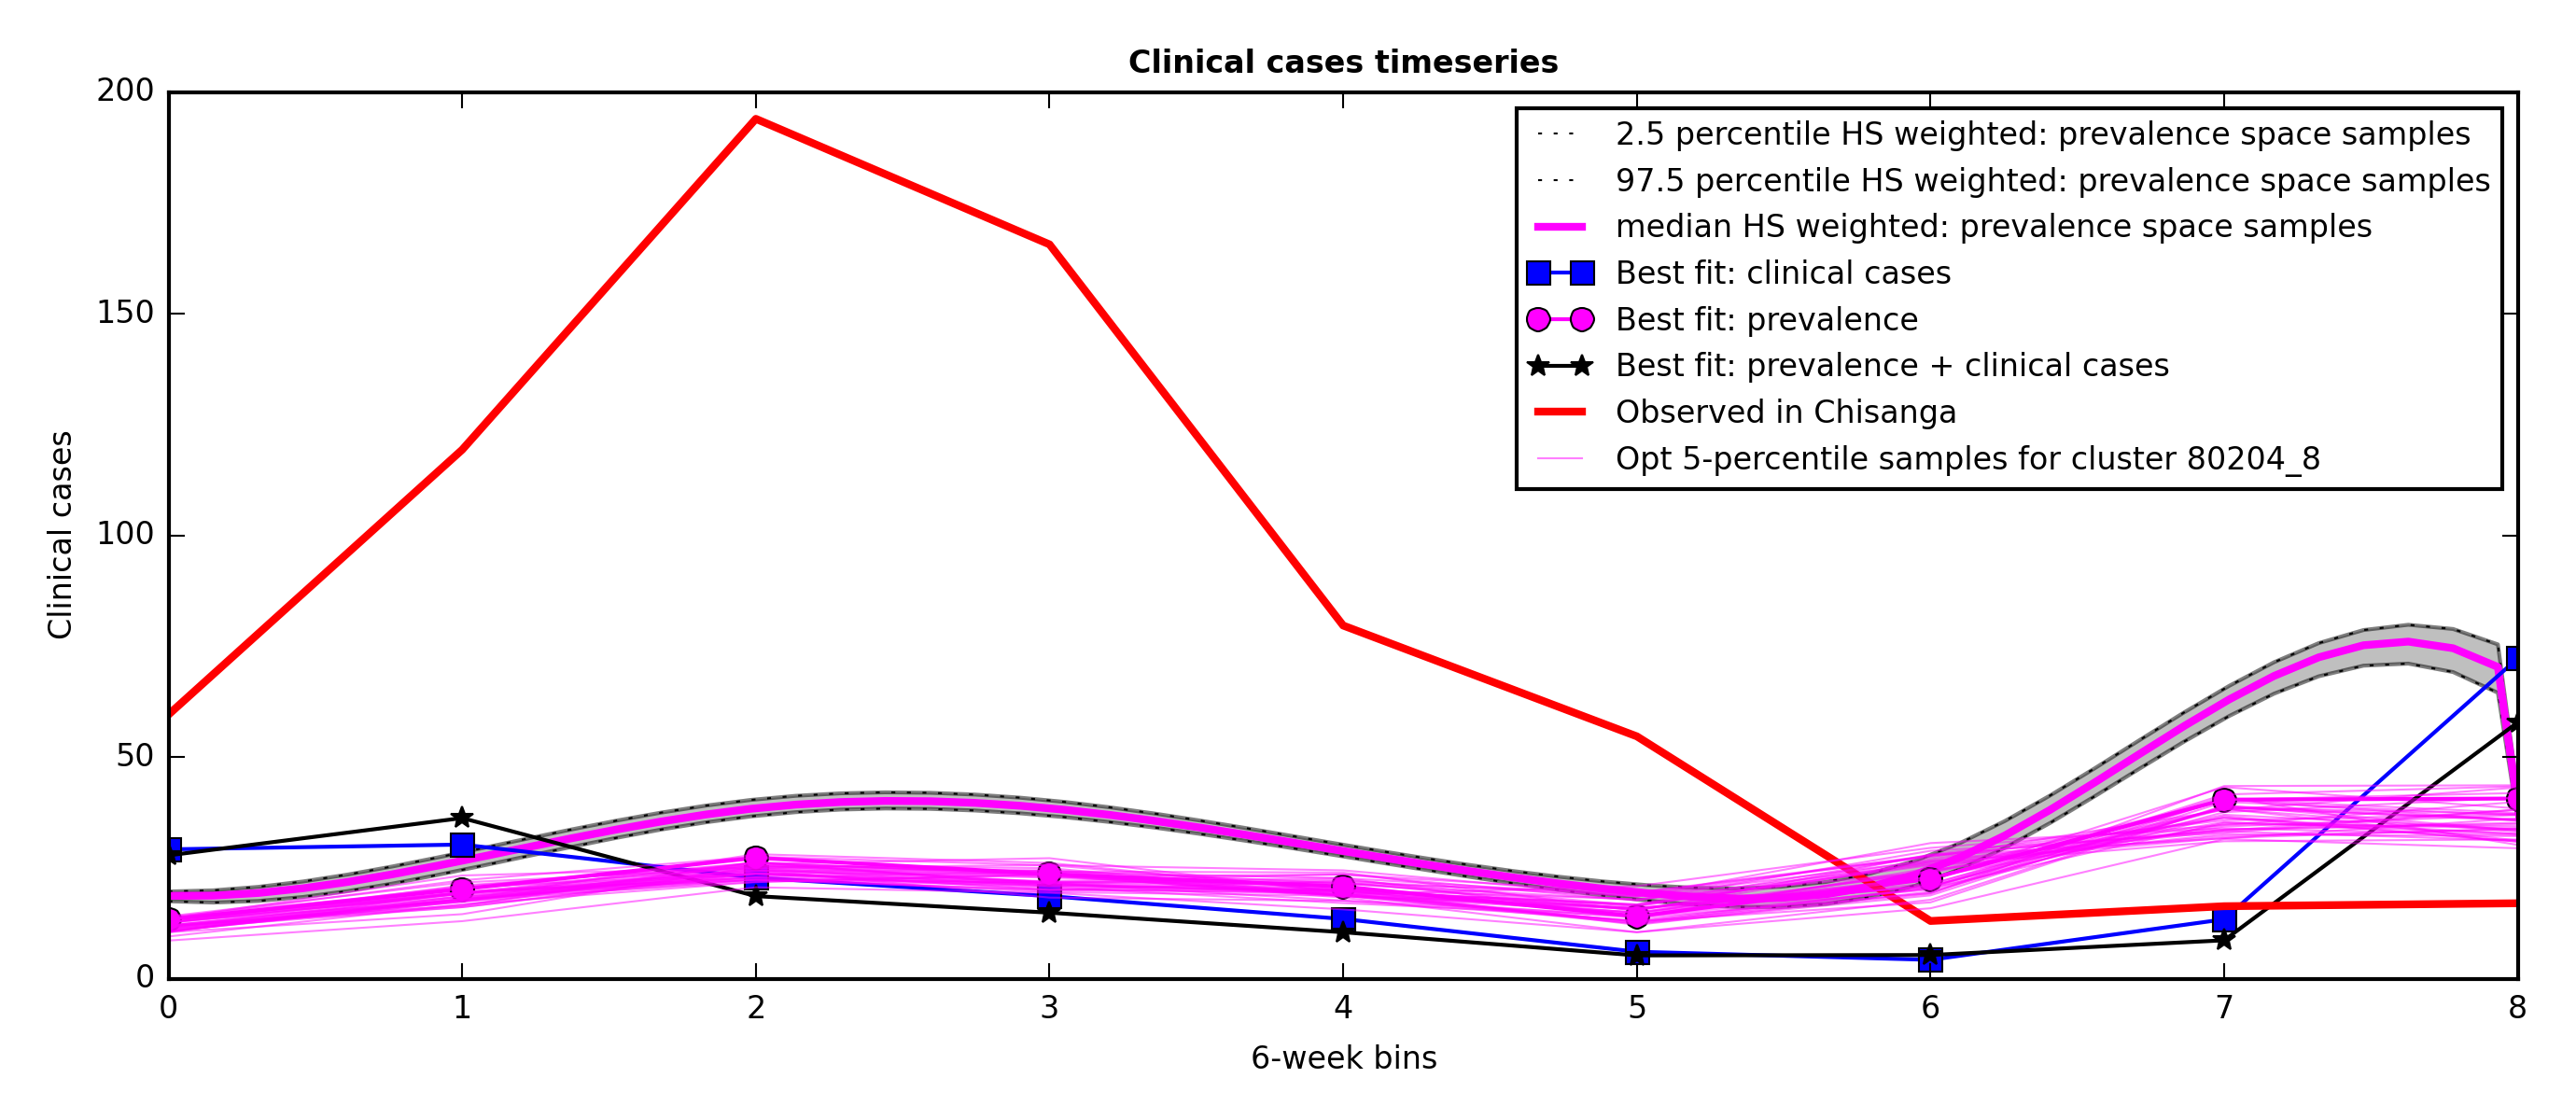 Clinical cases timeseries
200
150
100
50
0
Clinical cases
2.5 percentile HS weighted: prevalence space samples
97.5 percentile HS weighted: prevalence space samples
median HS weighted: prevalence space samples
Best fit: clinical cases
Best fit: prevalence
Best fit: prevalence + clinical cases
Observed in Chisanga
Opt 5-percentile samples for cluster 80204_8
0 1 2 3 4 5 6 7 8
6-week bins